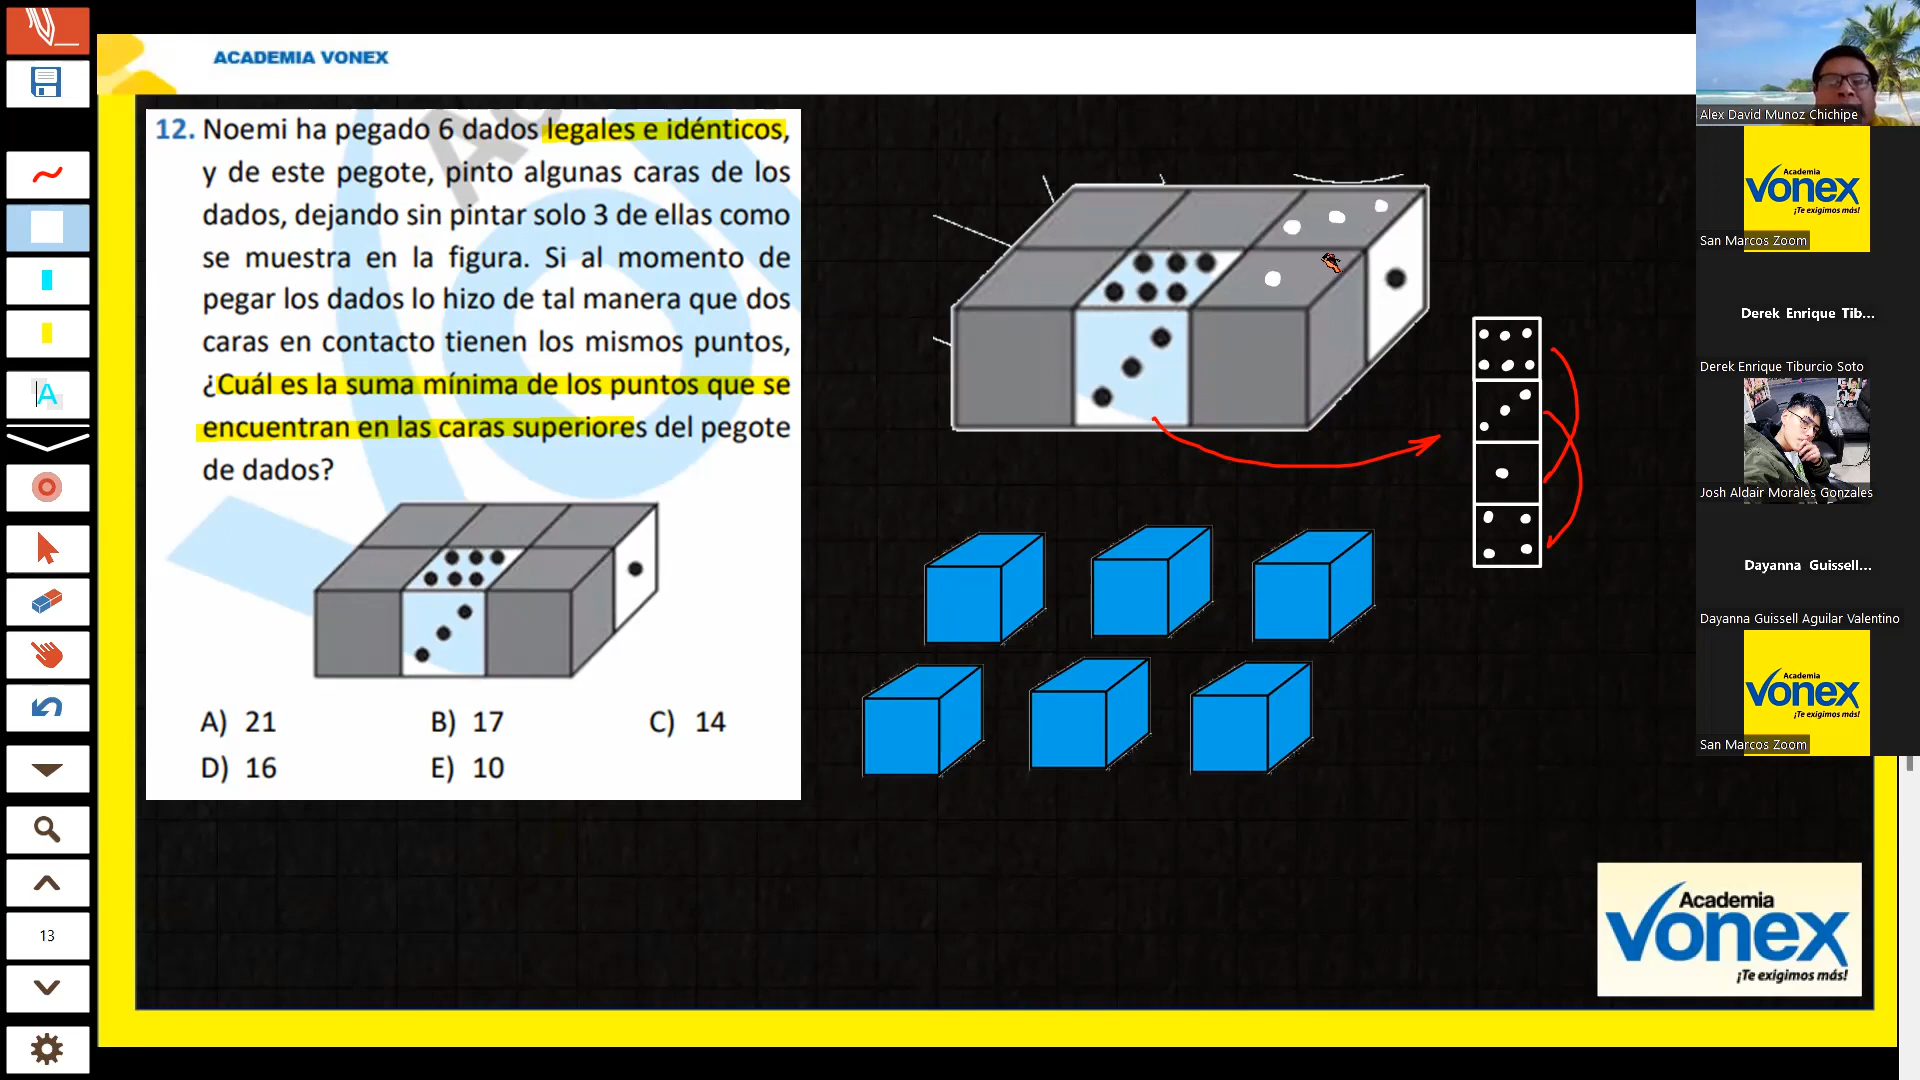 ACADEMIA VONEX
12. Noemi ha pegado 6 dados legales e idénticos,
y de este pegote, pinto algunas caras de los
dados, dejando sin pintar solo 3 de ellas como
se muestra en la figura. Si al momento de
pegar los dados lo hizo de tal manera que dos
caras en contacto tienen los mismos puntos,
¿Cuál es la suma mínima de los puntos que se
encuentran en las caras superiores del pegote
de dados?
A) 21 B) 17 C) 14
D) 16 E) 10
A
13
Alex David Munoz Chichipe
Academia
vonex
¡Te exigimos más!
San Marcos Zoom
Derek Enrique Tib...
Derek Enrique Tiburcio Soto
Josh Aldair Morales Gonzales
Dayanna Guissell...
Dayanna Guissell Aguilar Valentino
Academia
vonex
¡Te exigimos más!
San Marcos Zoom
Academia
vonex
¡Te exigimos más!